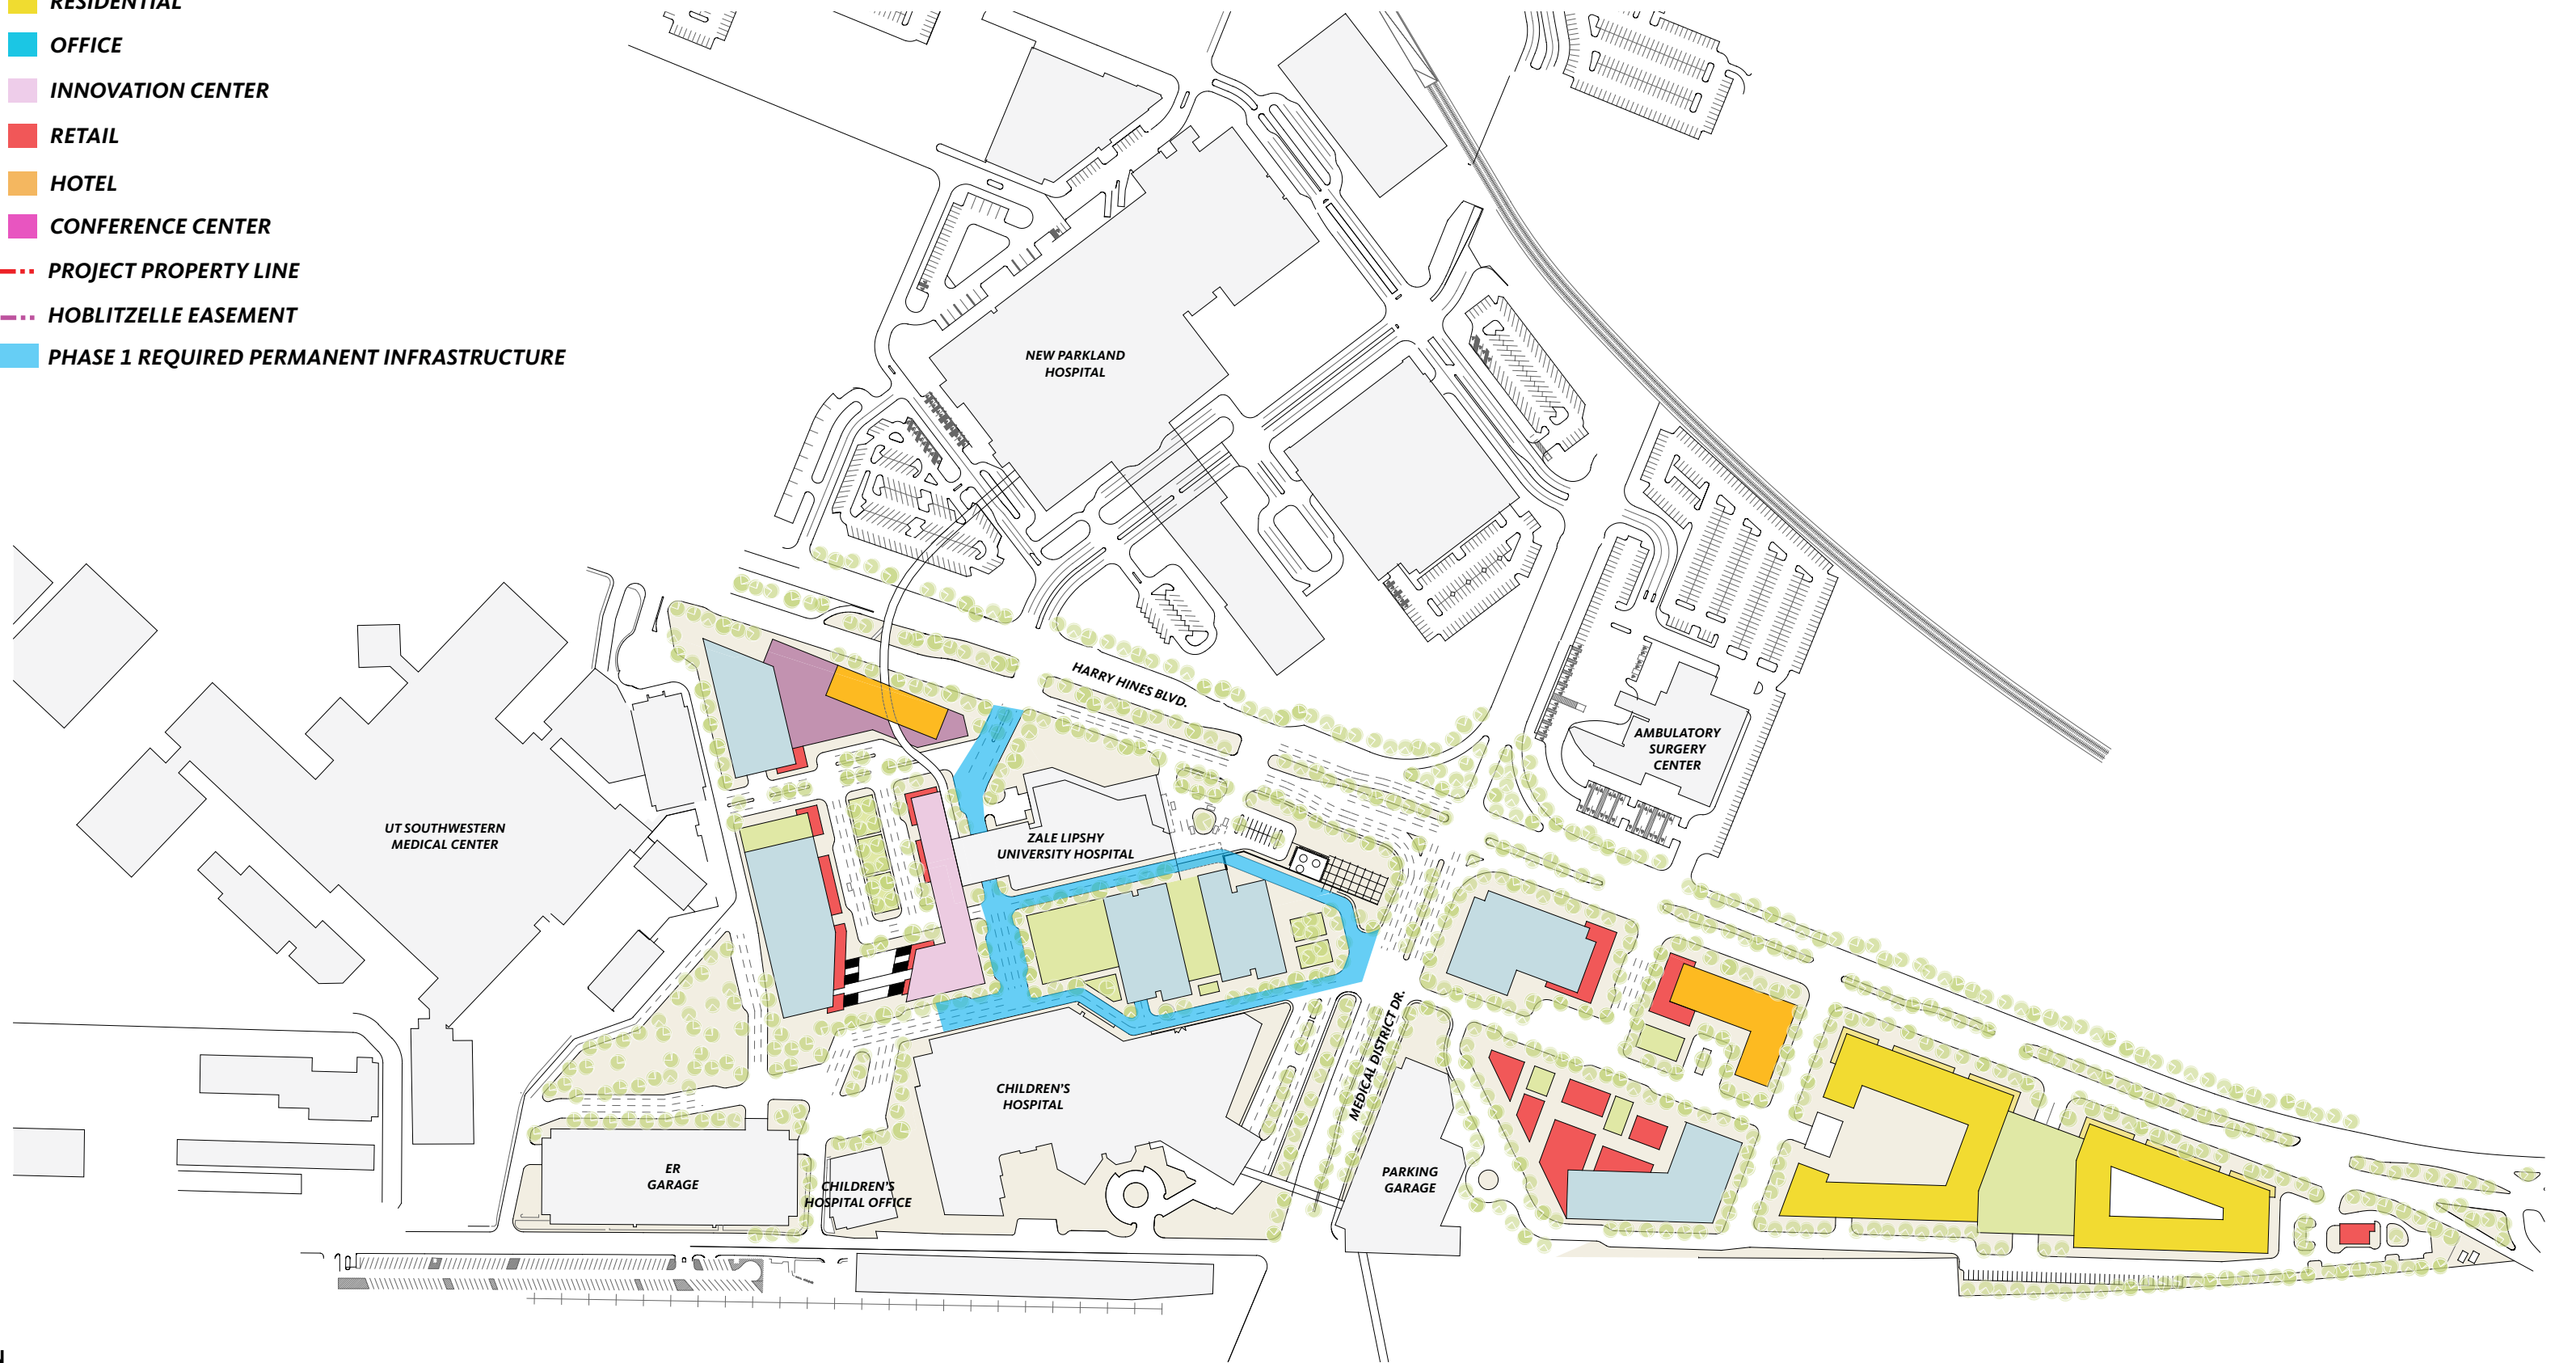 RESIDENTIAL
OFFICE
INNOVATION CENTER
RETAIL
HOTEL
CONFERENCE CENTER
PROJECT PROPERTY LINE
HOBLITZELLE EASEMENT
PHASE 1 REQUIRED PERMANENT INFRASTRUCTURE
NEW PARKLAND
HOSPITAL
HARRY HINES BLVD.
AMBULATORY
SURGERY
CENTER
UT SOUTHWESTERN
MEDICAL CENTER
ZALE LIPSHY
UNIVERSITY HOSPITAL
MEDICAL DISTRICT DR.
CHILDREN'S
HOSPITAL
ER
GARAGE
CHILDREN'S
HOSPITAL OFFICE
PARKING
GARAGE